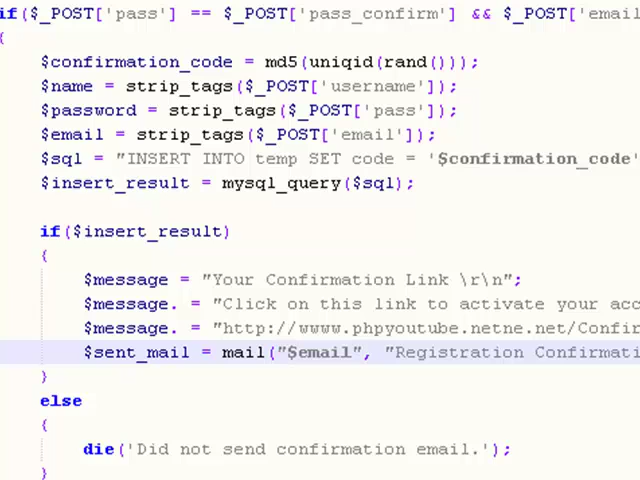 if($_POST['pass'] == $_POST['pass_confirm'] && $_POST['email
{
$confirmation_code = md5(uniqid(rand()));
$name = strip_tags($_POST['username']);
$password = strip_tags($_POST['pass']);
$email = strip_tags($_POST['email']);
$sql = "INSERT INTO temp SET code = '$confirmation_code'
$insert_result = mysql_query($sql);
if($insert_result)
{
$message = "Your Confirmation Link \r\n";
$message. = "Click on this link to activate your acc
$message. = "http://www.phpyoutube.netne.net/Confir
$sent_mail = mail("$email", "Registration Confirmati
}
else
{
die('Did not send confirmation email.');
}